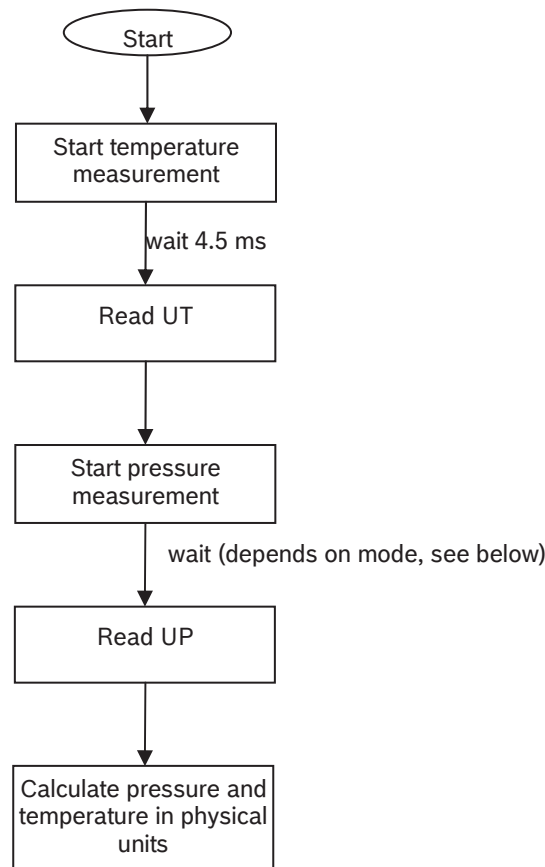 Start
Start temperature
measurement
wait 4.5 ms
Read UT
Start pressure
measurement
wait (depends on mode, see below)
Read UP
Calculate pressure and
temperature in physical
units